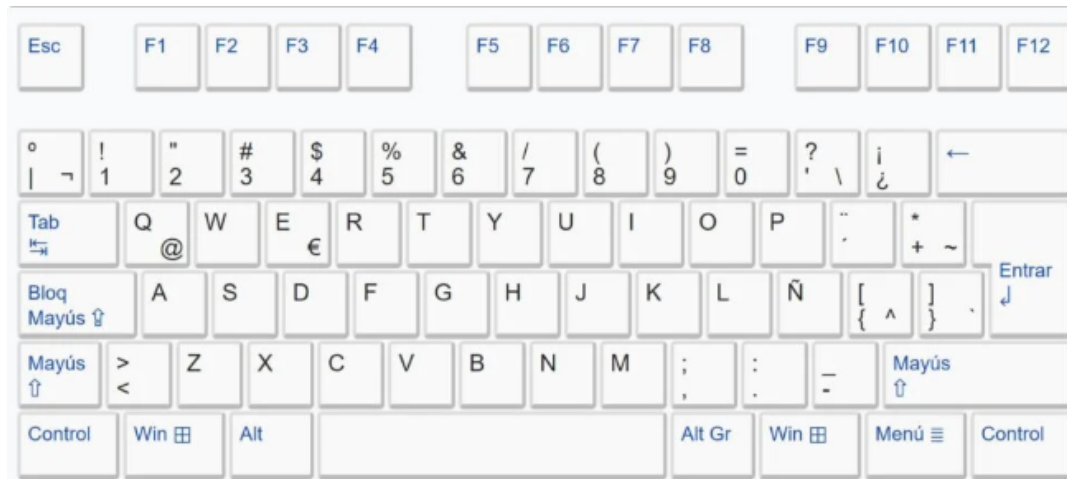 Esc F1 F2 F3 F4 F5 F6 F7 F8 F9 F10 F11 F12
° ! " # $ % & / ( ) = ? ¡ ←
| ¬ 1 2 3 4 5 6 7 8 9 0 ' \ ¿
Tab Q W E R T Y U I O P ¨ *
↹ @ € ´ + ~
Entrar
Bloq A S D F G H J K L Ñ [ ] ↲
Mayús ⇪ { ^ } `
Mayús > Z X C V B N M ; : _ Mayús
⇧ < , . - ⇧
Control Win ⊞ Alt Alt Gr Win ⊞ Menú ≣ Control